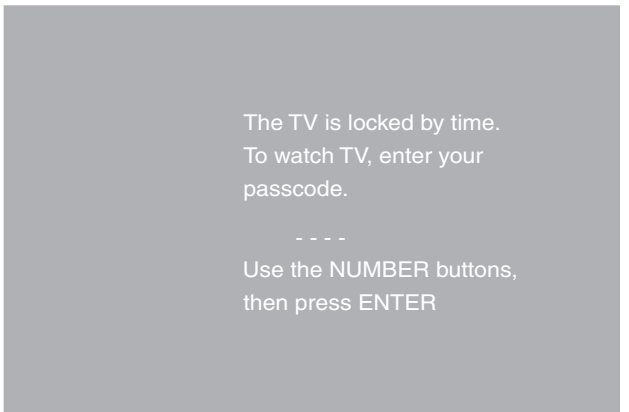 The TV is locked by time.
To watch TV, enter your
passcode.
- - - -
Use the NUMBER buttons,
then press ENTER